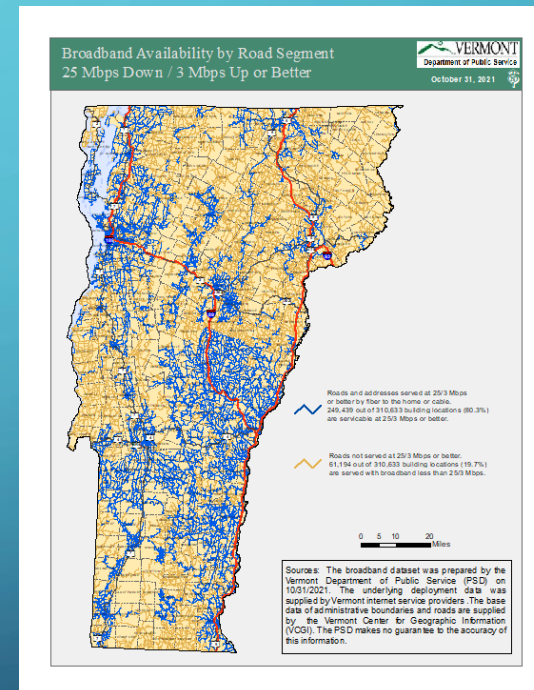 Broadband Availability by Road Segment
25 Mbps Down / 3 Mbps Up or Better
VERMONT
Department of Public Service
October 31, 2021
Roads and addresses served at 25/3 Mbps
or better by fiber to the home or cable.
249,439 out of 310,633 building locations (80.3%)
are servicable at 25/3 Mbps or better.
Roads not served at 25/3 Mbps or better.
61,194 out of 310,633 building locations (19.7%)
are served with broadband less than 25/3 Mbps.
0 5 10 20
Miles
Sources: The broadband dataset was prepared by the
Vermont Department of Public Service (PSD) on
10/31/2021. The underlying deployment data was
supplied by Vermont internet service providers. The base
data of administrative boundaries and roads are supplied
by the Vermont Center for Geographic Information
(VCGI). The PSD makes no guarantee to the accuracy of
this information.